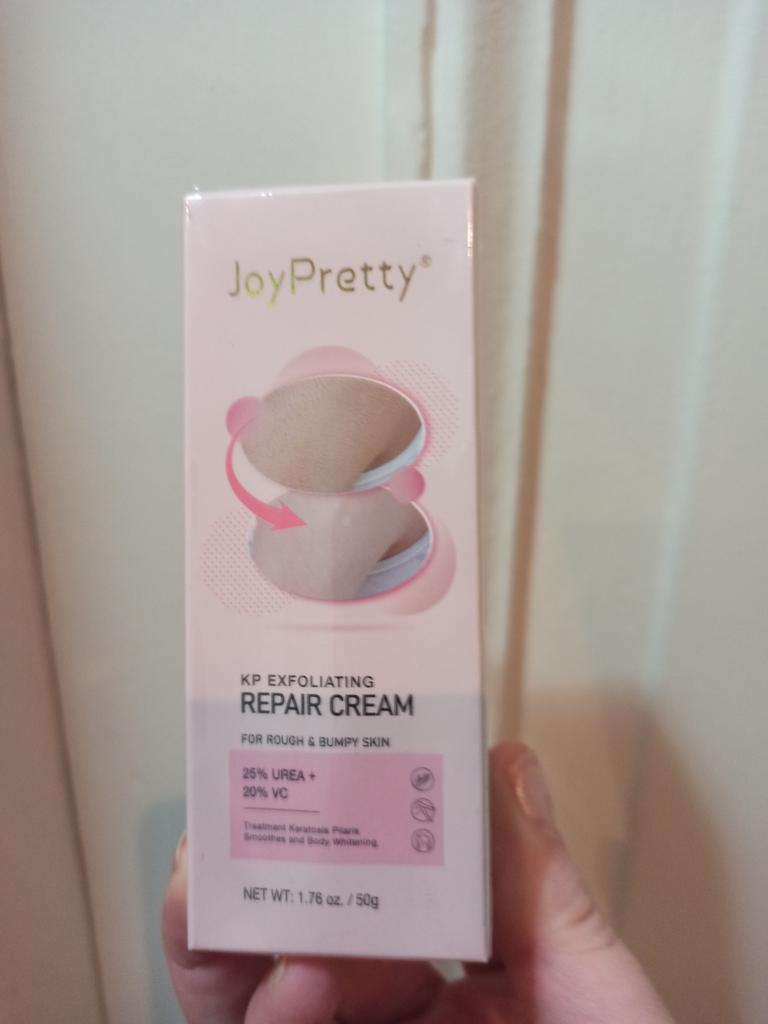 JoyPretty®
KP EXFOLIATING
REPAIR CREAM
FOR ROUGH & BUMPY SKIN
25% UREA +
20% VC
Treatment Keratosis Pilaris
Smoothes and Body, Whitening,
NET WT: 1.76 oz. / 50g